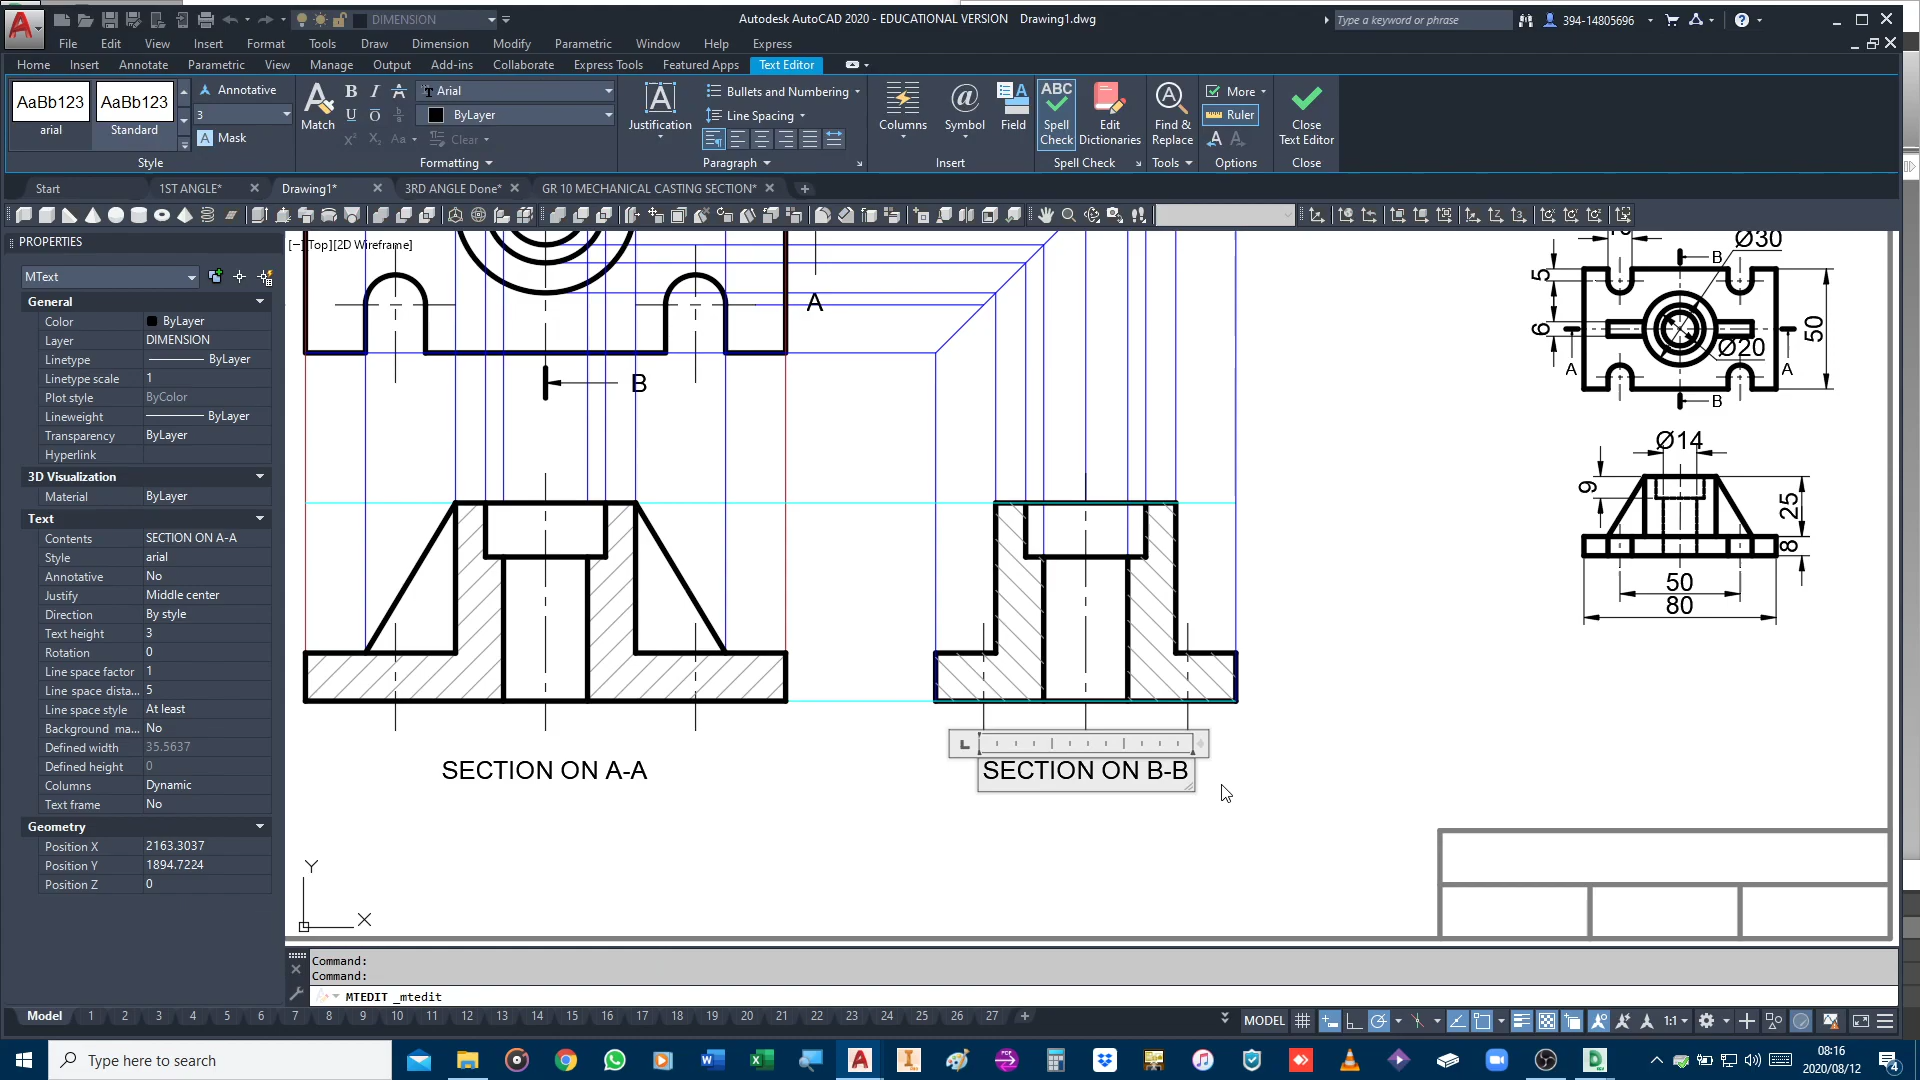 DIMENSION
Autodesk AutoCAD 2020 - EDUCATIONAL VERSION Drawing1.dwg
Type a keyword or phrase
394-14805696
File Edit View Insert Format Tools Draw Dimension Modify Parametric Window Help Express
Home Insert Annotate Parametric View Manage Output Add-ins Collaborate Express Tools Featured Apps Text Editor
AaBb123 AaBb123
arial Standard
Annotative
3
Mask
Style
Match
Arial
ByLayer
Clear
Formatting
Justification
Bullets and Numbering
Line Spacing
Paragraph
Columns Symbol Field
Insert
ABC
Spell Check
Edit Dictionaries
Spell Check
Find & Replace
Tools
More
Ruler
Options
Close Text Editor
Close
Start 1ST ANGLE* Drawing1* 3RD ANGLE Done* GR 10 MECHANICAL CASTING SECTION*
PROPERTIES
[−][Top][2D Wireframe]
MText
General
Color ByLayer
Layer DIMENSION
Linetype ByLayer
Linetype scale 1
Plot style ByColor
Lineweight ByLayer
Transparency ByLayer
Hyperlink
3D Visualization
Material ByLayer
Text
Contents SECTION ON A-A
Style arial
Annotative No
Justify Middle center
Direction By style
Text height 3
Rotation 0
Line space factor 1
Line space dista... 5
Line space style At least
Background ma... No
Defined width 35.5637
Defined height 0
Columns Dynamic
Text frame No
Geometry
Position X 2163.3037
Position Y 1894.7224
Position Z 0
A
B
SECTION ON A-A
SECTION ON B-B
Ø30
B
5
6
50
Ø20
A A
B
Ø14
9
25
8
50
80
Y
X
Command:
Command:
MTEDIT _mtedit
Model 1 2 3 4 5 6 7 8 9 10 11 12 13 14 15 16 17 18 19 20 21 22 23 24 25 26 27
MODEL
1:1
Type here to search
08:16
2020/08/12
4